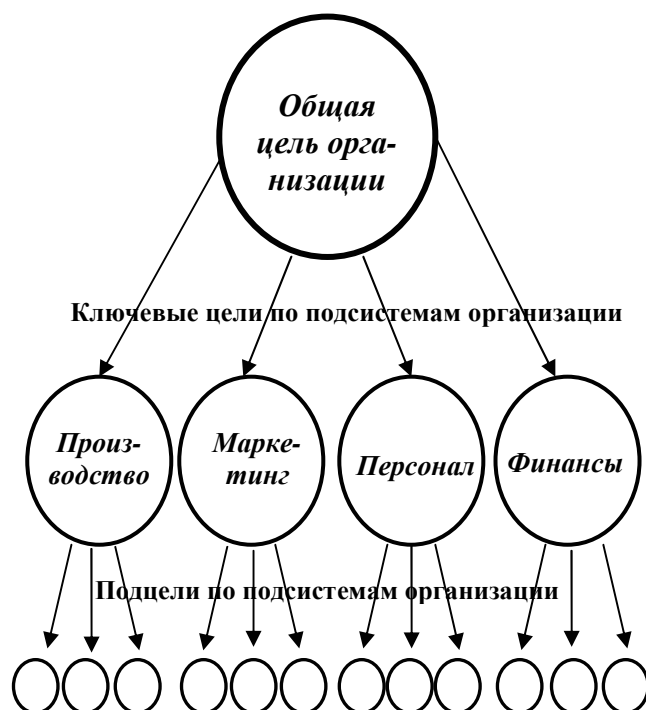 Общая
цель орга-
низации
Ключевые цели по подсистемам организации
Произ-
водство
Марке-
тинг
Персонал
Финансы
Подцели по подсистемам организации